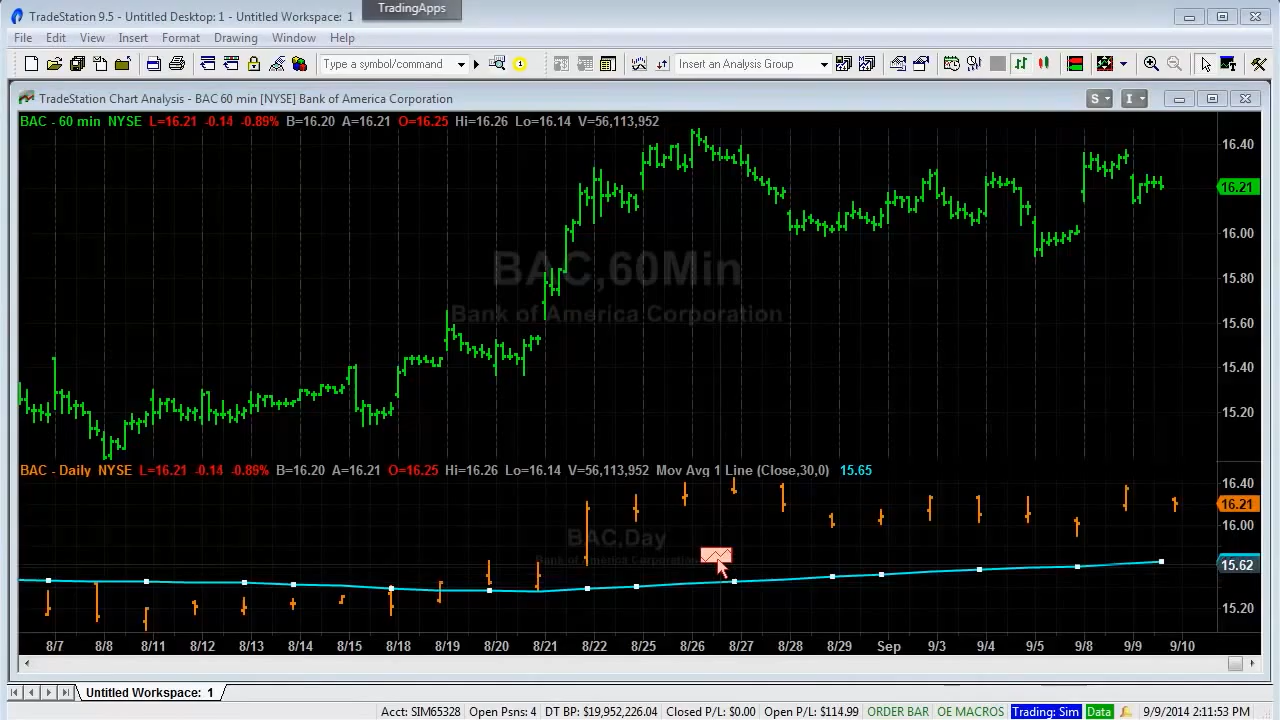 TradeStation 9.5 - Untitled Desktop: 1 - Untitled Workspace: 1
TradingApps
File Edit View Insert Format Drawing Window Help
Type a symbol/command
Insert an Analysis Group
TradeStation Chart Analysis - BAC 60 min [NYSE] Bank of America Corporation
S I
BAC - 60 min NYSE L=16.21 -0.14 -0.89% B=16.20 A=16.21 O=16.25 Hi=16.26 Lo=16.14 V=56,113,952
16.40
16.21
16.00
15.80
15.60
15.40
15.20
BAC,60Min
Bank of America Corporation
BAC - Daily NYSE L=16.21 -0.14 -0.89% B=16.20 A=16.21 O=16.25 Hi=16.26 Lo=16.14 V=56,113,952 Mov Avg 1 Line (Close,30,0) 15.65
16.40
16.21
16.00
15.62
15.20
BAC,Day
Bank of America Corporation
8/7 8/8 8/11 8/12 8/13 8/14 8/15 8/18 8/19 8/20 8/21 8/22 8/25 8/26 8/27 8/28 8/29 Sep 9/3 9/4 9/5 9/8 9/9 9/10
Untitled Workspace: 1
Acct: SIM65328 Open Psns: 4 DT BP: $19,952,226.04 Closed P/L: $0.00 Open P/L: $114.99 ORDER BAR OE MACROS Trading: Sim Data 9/9/2014 2:11:53 PM